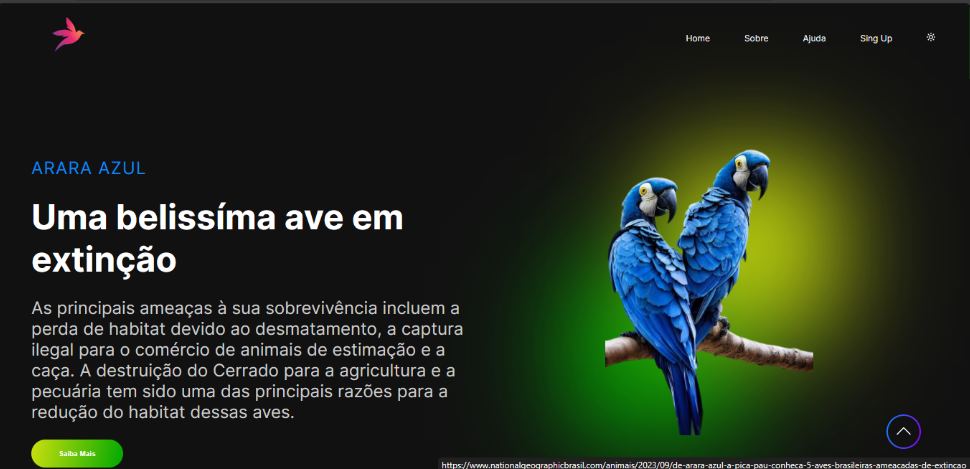 Home Sobre Ajuda Sing Up
ARARA AZUL
Uma belissíma ave em
extinção
As principais ameaças à sua sobrevivência incluem a
perda de habitat devido ao desmatamento, a captura
ilegal para o comércio de animais de estimação e a
caça. A destruição do Cerrado para a agricultura e a
pecuária tem sido uma das principais razões para a
redução do habitat dessas aves.
Saiba Mais
https://www.nationalgeographicbrasil.com/animais/2023/09/de-arara-azul-a-pica-pau-conheca-5-aves-brasileiras-ameacadas-de-extincao